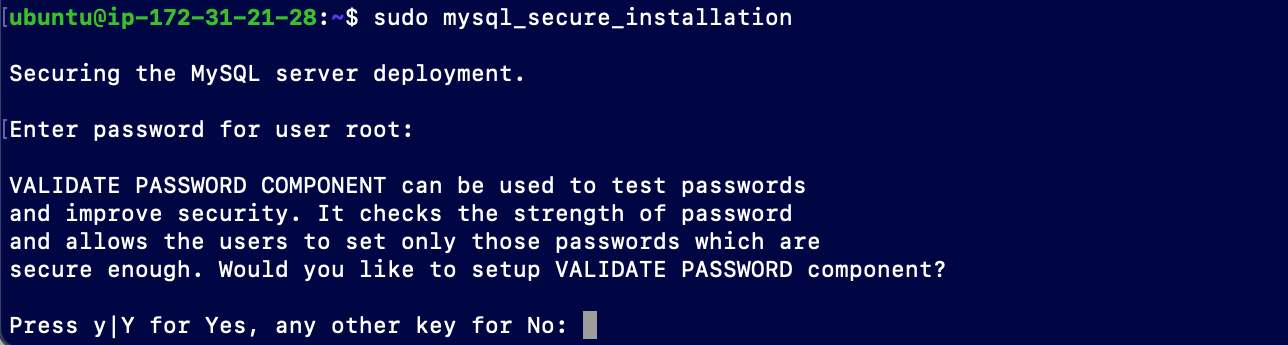 [ubuntu@ip-172-31-21-28:~$ sudo mysql_secure_installation
Securing the MySQL server deployment.
[Enter password for user root:
VALIDATE PASSWORD COMPONENT can be used to test passwords
and improve security. It checks the strength of password
and allows the users to set only those passwords which are
secure enough. Would you like to setup VALIDATE PASSWORD component?
Press y|Y for Yes, any other key for No: